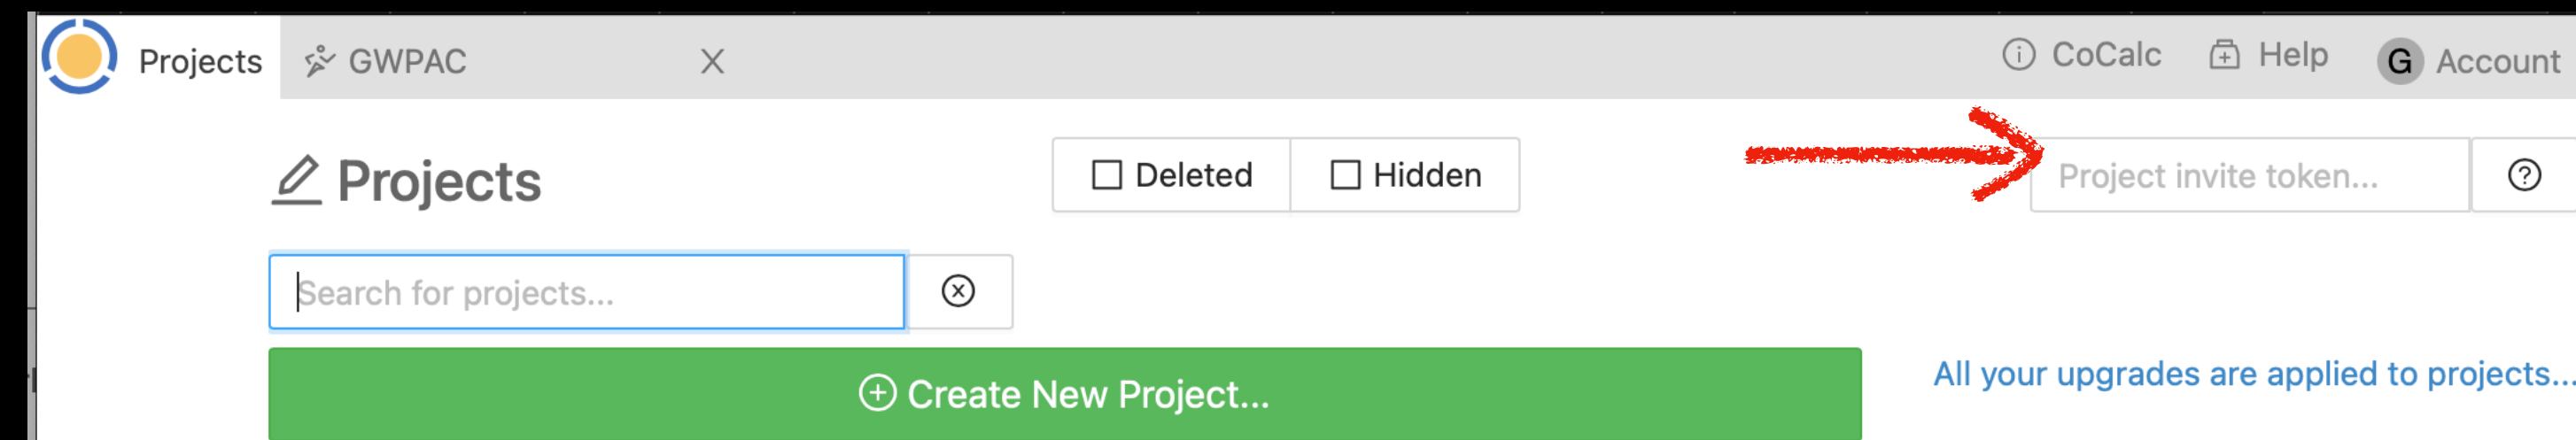 Projects GWPAC X CoCalc Help G Account
Projects Deleted Hidden Project invite token...
Search for projects...
Create New Project...
All your upgrades are applied to projects...